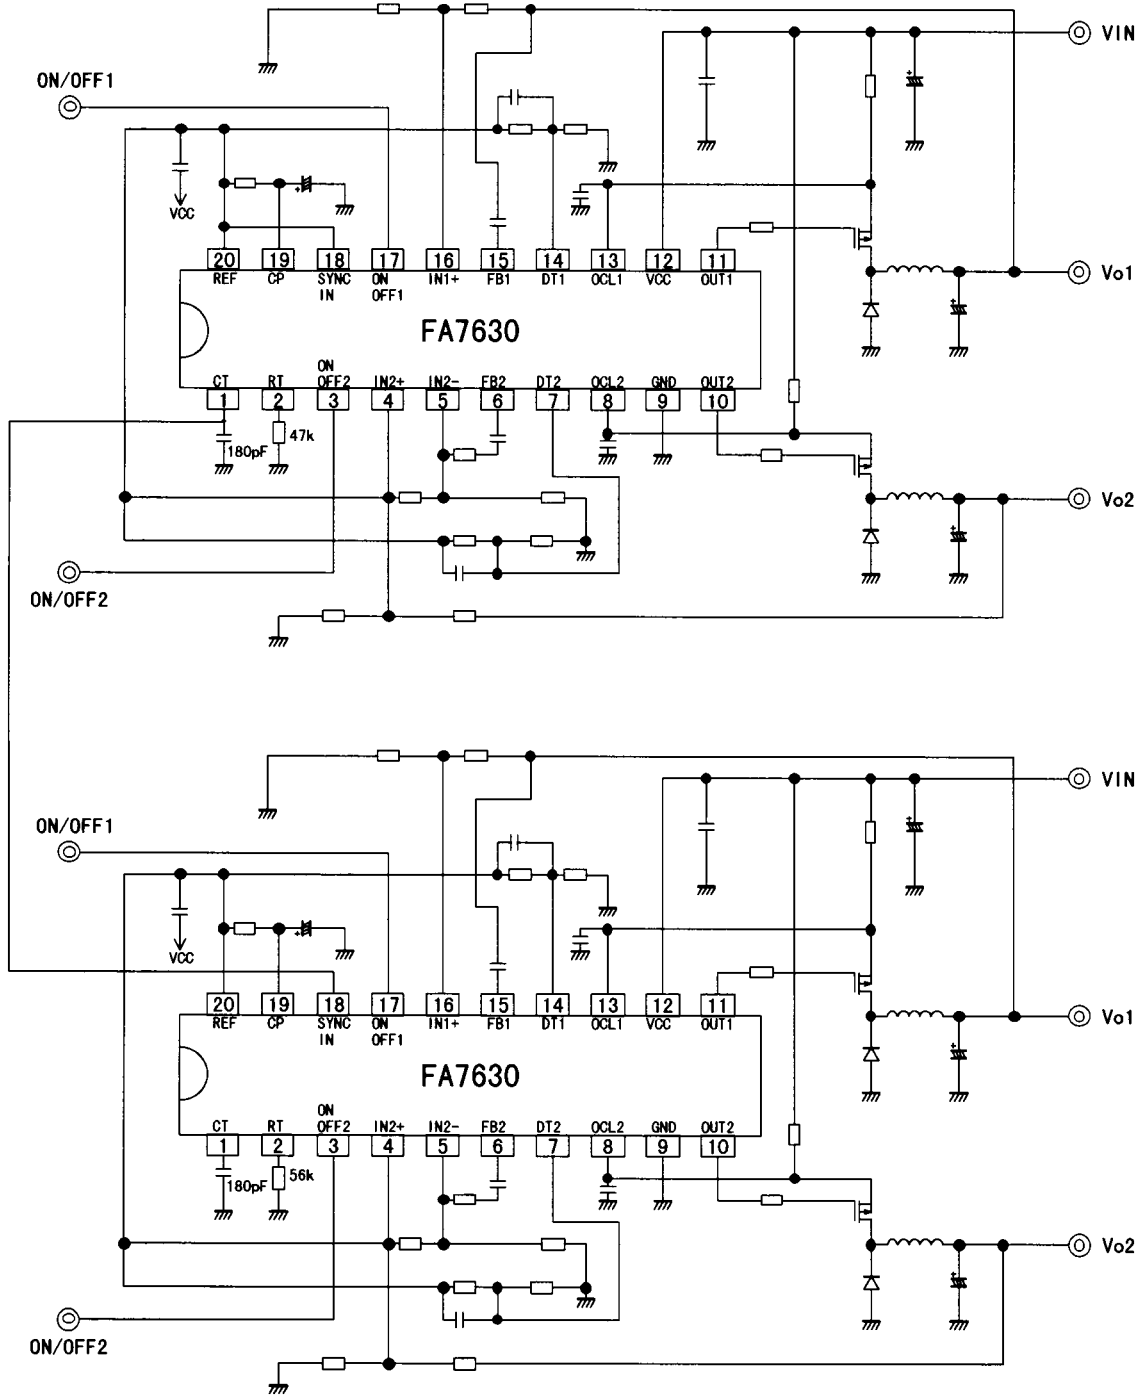 VIN
ON/OFF1
VCC
20 19 18 17 16 15 14 13 12 11
REF CP SYNC IN ON OFF1 IN1+ FB1 DT1 OCL1 VCC OUT1
Vo1
FA7630
CT RT ON OFF2 IN2+ IN2- FB2 DT2 OCL2 GND OUT2
1 2 3 4 5 6 7 8 9 10
180pF 47k
Vo2
ON/OFF2
VIN
ON/OFF1
VCC
20 19 18 17 16 15 14 13 12 11
REF CP SYNC IN ON OFF1 IN1+ FB1 DT1 OCL1 VCC OUT1
Vo1
FA7630
CT RT ON OFF2 IN2+ IN2- FB2 DT2 OCL2 GND OUT2
1 2 3 4 5 6 7 8 9 10
180pF 56k
Vo2
ON/OFF2